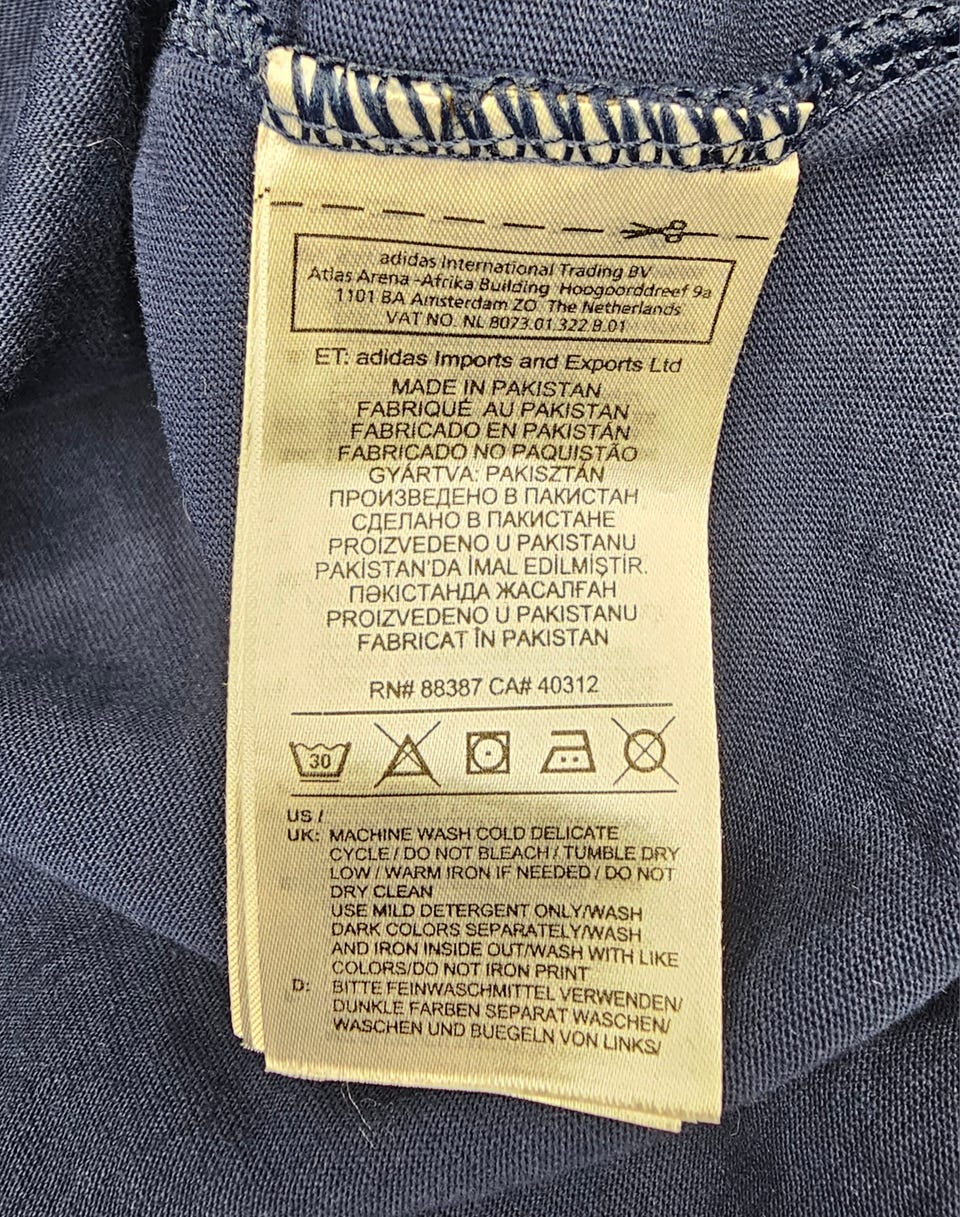 adidas International Trading BV
Atlas Arena -Afrika Building Hoogoorddreef 9a
1101 BA Amsterdam ZO The Netherlands
VAT NO. NL 8073.01.322.B.01
ET: adidas Imports and Exports Ltd
MADE IN PAKISTAN
FABRIQUÉ AU PAKISTAN
FABRICADO EN PAKISTÁN
FABRICADO NO PAQUISTÃO
GYÁRTVA: PAKISZTÁN
ПРОИЗВЕДЕНО В ПАКИСТАН
СДЕЛАНО В ПАКИСТАНЕ
PROIZVEDENO U PAKISTANU
PAKİSTAN'DA İMAL EDİLMİŞTİR.
ПӘКІСТАНДА ЖАСАЛҒАН
PROIZVEDENO U PAKISTANU
FABRICAT ÎN PAKISTAN
RN# 88387 CA# 40312
30
US /
UK: MACHINE WASH COLD DELICATE
CYCLE / DO NOT BLEACH / TUMBLE DRY
LOW / WARM IRON IF NEEDED / DO NOT
DRY CLEAN
USE MILD DETERGENT ONLY/WASH
DARK COLORS SEPARATELY/WASH
AND IRON INSIDE OUT/WASH WITH LIKE
COLORS/DO NOT IRON PRINT
D: BITTE FEINWASCHMITTEL VERWENDEN/
DUNKLE FARBEN SEPARAT WASCHEN/
WASCHEN UND BUEGELN VON LINKS/